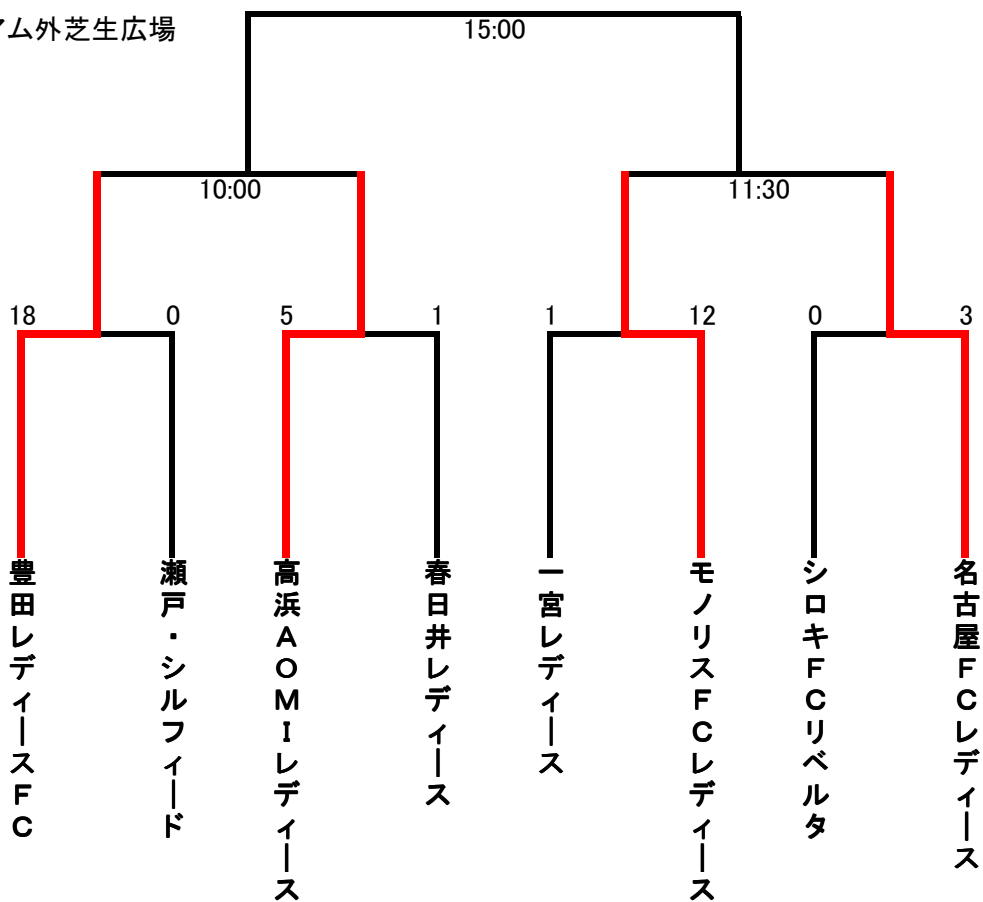 アム外芝生広場
15:00
10:00
11:30
18
0
5
1
1
12
0
3
豊田レディースFC
瀬戸・シルフィード
高浜AOMIレディース
春日井レディース
一宮レディース
モノリスFCレディース
シロキFCリベルタ
名古屋FCレディース